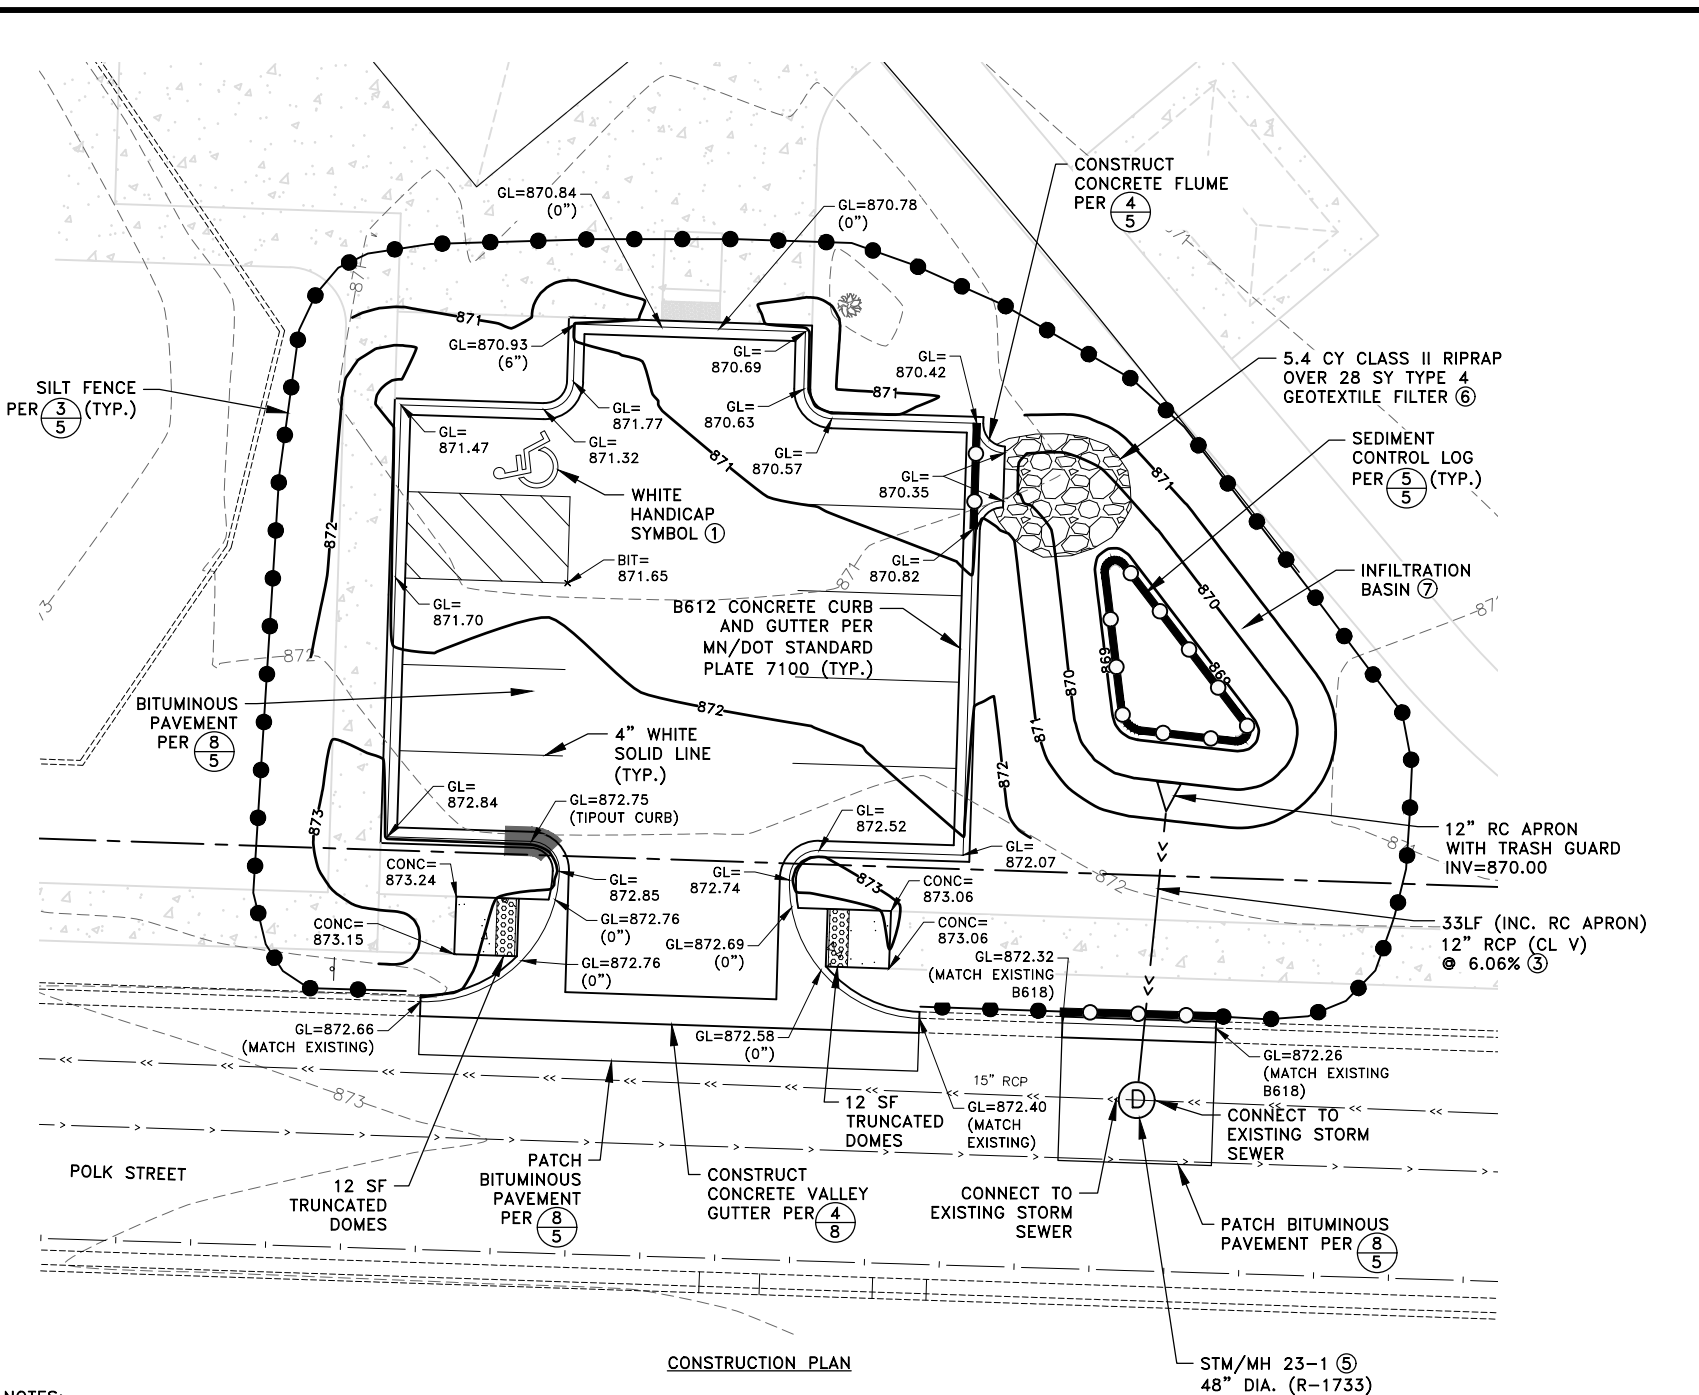 CONSTRUCT
CONCRETE FLUME
PER 4
5
GL=870.84
(0")
GL=870.78
(0")
871
871
871
GL=870.93
(6")
GL=
870.69
GL=
870.42
5.4 CY CLASS II RIPRAP
OVER 28 SY TYPE 4
GEOTEXTILE FILTER 6
SILT FENCE
PER 3 (TYP.)
5
871
GL=
871.77
GL=
870.63
GL=
871.47
GL=
871.32
GL=
870.57
871
SEDIMENT
CONTROL LOG
PER 5 (TYP.)
5
871
GL=
870.35
WHITE
HANDICAP
SYMBOL 1
872
BIT=
871.65
871
GL=
870.82
INFILTRATION
BASIN 7
870
GL=
871.70
B612 CONCRETE CURB
AND GUTTER PER
MN/DOT STANDARD
PLATE 7100 (TYP.)
873
872
869
869
870
BITUMINOUS
PAVEMENT
PER 8
5
872
871
4" WHITE
SOLID LINE
(TYP.)
872
GL=
872.84
GL=872.75
(TIPOUT CURB)
873
GL=
872.52
12" RC APRON
WITH TRASH GUARD
INV=870.00
GL=
872.07
CONC=
873.24
GL=
872.85
GL=
872.74
873
CONC=
873.06
872
CONC=
873.15
GL=872.76
(0")
GL=872.69
(0")
CONC=
873.06
33LF (INC. RC APRON)
12" RCP (CL V)
@ 6.06% 3
GL=872.76
(0")
GL=872.32
(MATCH EXISTING
B618)
GL=872.66
(MATCH EXISTING)
GL=872.58
(0")
GL=872.26
(MATCH EXISTING
B618)
15" RCP
873
D
12 SF
TRUNCATED
DOMES
GL=872.40
(MATCH
EXISTING)
CONNECT TO
EXISTING STORM
SEWER
POLK STREET
12 SF
TRUNCATED
DOMES
PATCH
BITUMINOUS
PAVEMENT
PER 8
5
CONSTRUCT
CONCRETE VALLEY
GUTTER PER 4
8
CONNECT TO
EXISTING STORM
SEWER
PATCH BITUMINOUS
PAVEMENT PER 8
5
CONSTRUCTION PLAN
STM/MH 23-1 5
48" DIA. (R-1733)
NOTES: